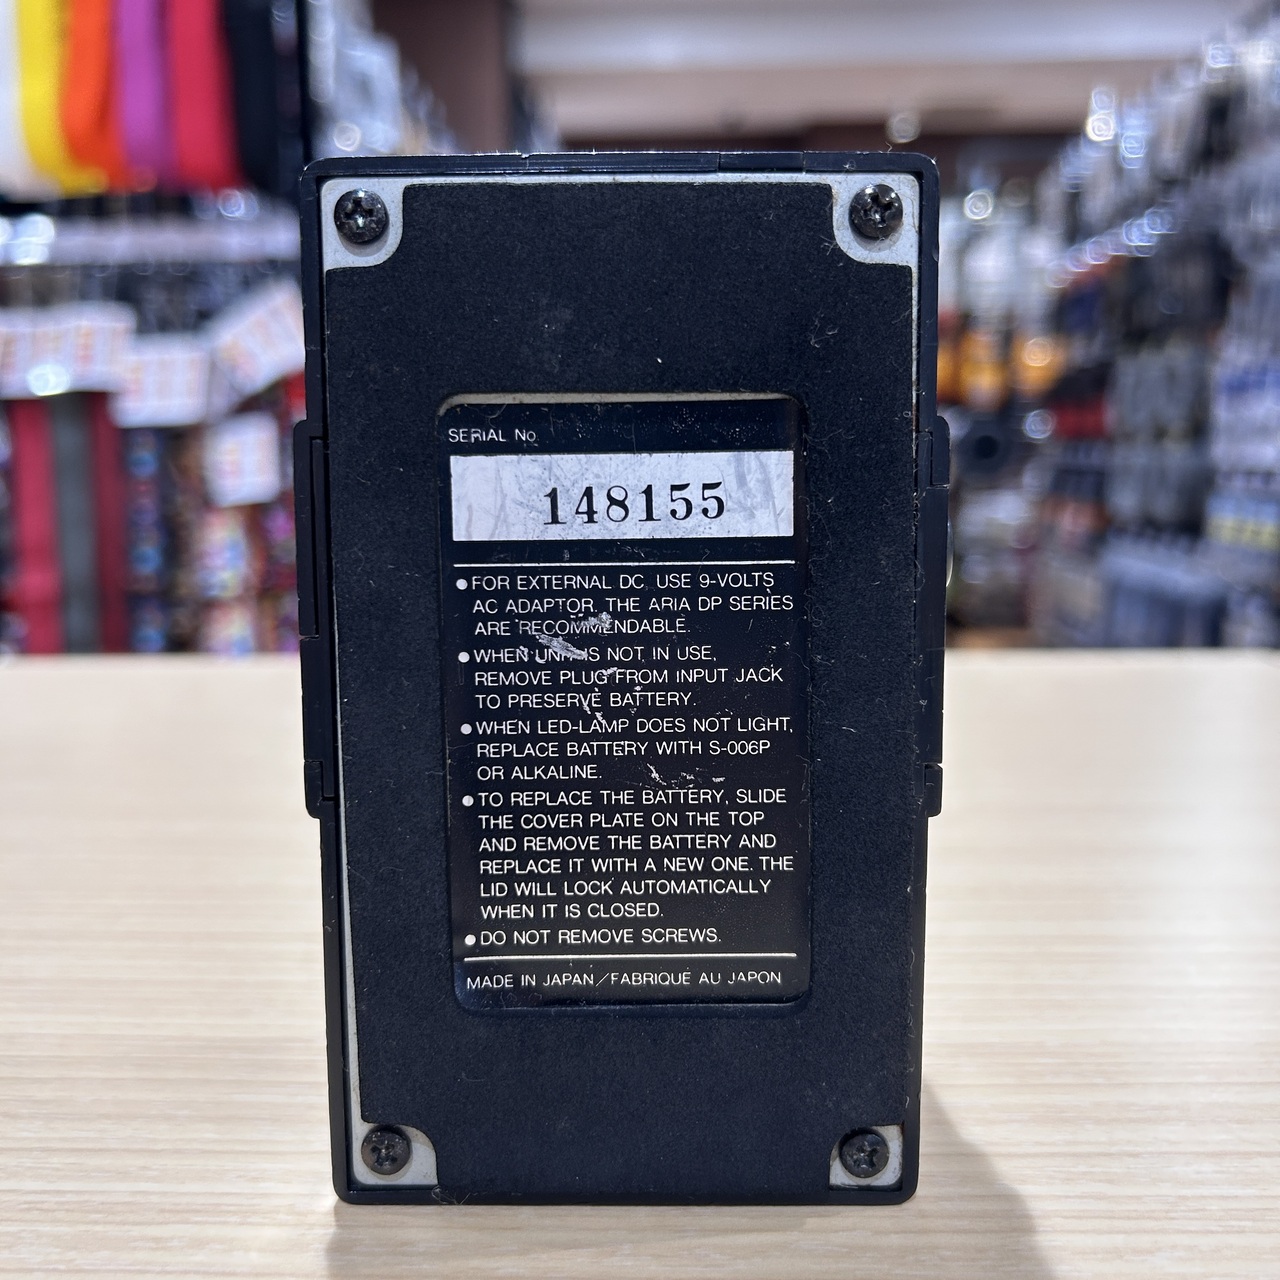 SERIAL No
148155
●FOR EXTERNAL DC, USE 9-VOLTS
AC ADAPTOR. THE ARIA DP SERIES
ARE RECOMMENDABLE.
●WHEN UNIT IS NOT IN USE,
REMOVE PLUG FROM INPUT JACK
TO PRESERVE BATTERY.
●WHEN LED-LAMP DOES NOT LIGHT,
REPLACE BATTERY WITH S-006P
OR ALKALINE.
●TO REPLACE THE BATTERY, SLIDE
THE COVER PLATE ON THE TOP
AND REMOVE THE BATTERY AND
REPLACE IT WITH A NEW ONE. THE
LID WILL LOCK AUTOMATICALLY
WHEN IT IS CLOSED.
●DO NOT REMOVE SCREWS.
MADE IN JAPAN/FABRIQUE AU JAPON